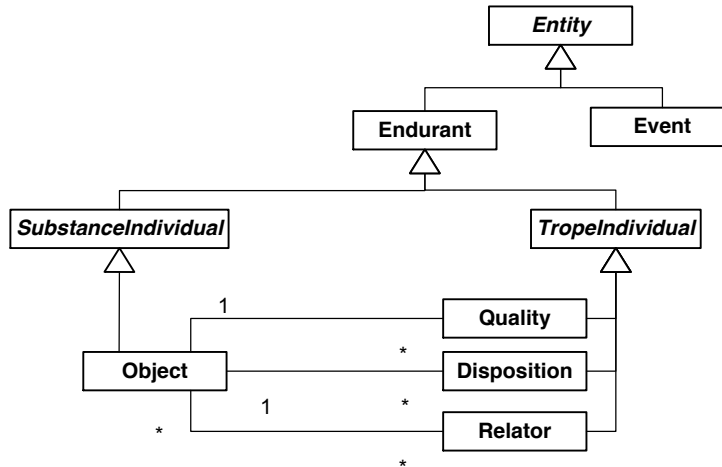 Entity
Endurant
Event
SubstanceIndividual
TropeIndividual
1
Quality
*
Object
Disposition
1
*
*
Relator
*